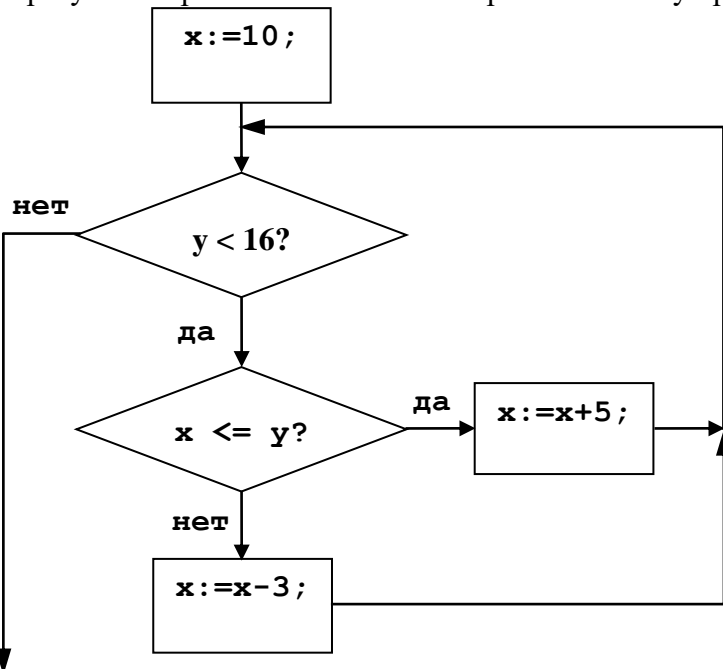 x:=10;
нет
y < 16?
да
x <= y?
да
x:=x+5;
нет
x:=x-3;